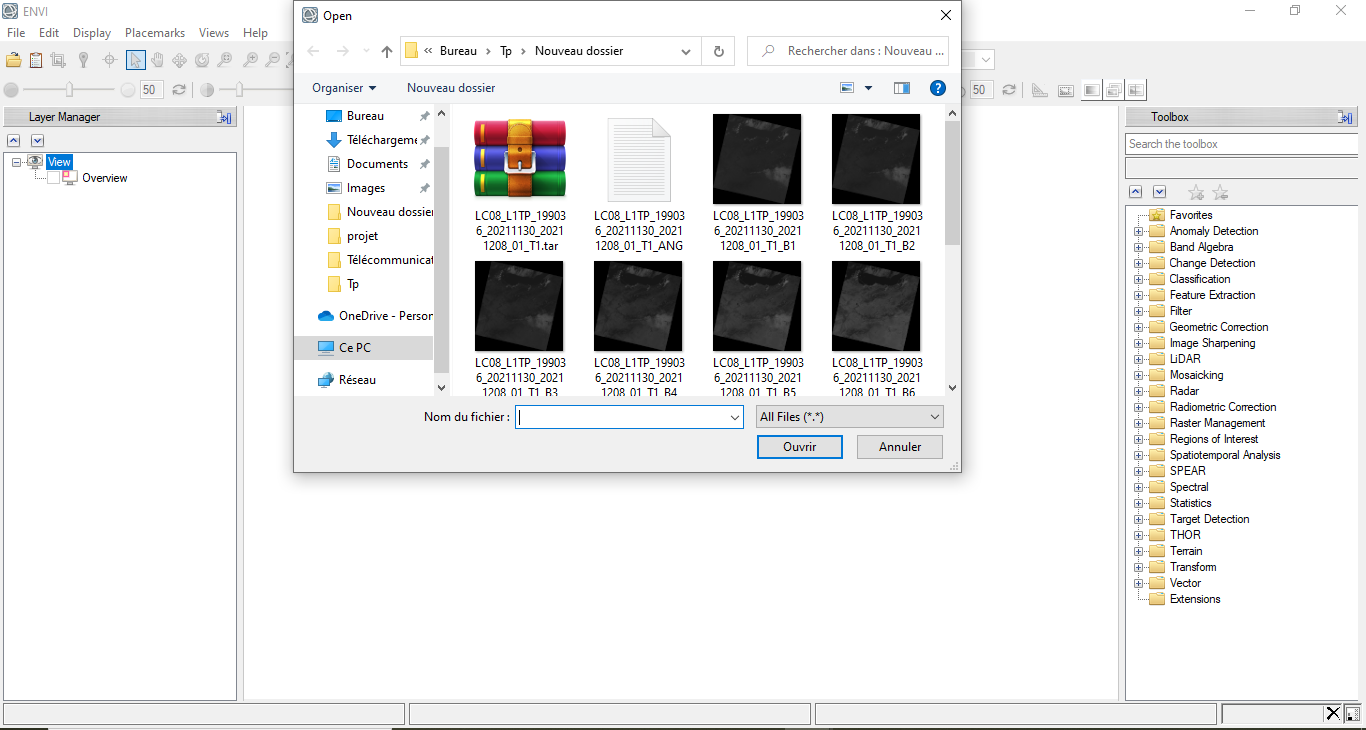 ENVI
File Edit Display Placemarks Views Help
50
50
Layer Manager
View
Overview
Open
« Bureau › Tp › Nouveau dossier
Rechercher dans : Nouveau ...
Organiser
Nouveau dossier
?
Bureau
Téléchargeme
Documents
Images
Nouveau dossier
projet
Télécommunicat
Tp
OneDrive - Person
Ce PC
Réseau
LC08_L1TP_19903
6_20211130_2021
1208_01_T1.tar
LC08_L1TP_19903
6_20211130_2021
1208_01_T1_ANG
LC08_L1TP_19903
6_20211130_2021
1208_01_T1_B1
LC08_L1TP_19903
6_20211130_2021
1208_01_T1_B2
LC08_L1TP_19903
6_20211130_2021
1208_01_T1_B3
LC08_L1TP_19903
6_20211130_2021
1208_01_T1_B4
LC08_L1TP_19903
6_20211130_2021
1208_01_T1_B5
LC08_L1TP_19903
6_20211130_2021
1208_01_T1_B6
Nom du fichier :
All Files (*.*)
Ouvrir
Annuler
Toolbox
Search the toolbox
Favorites
Anomaly Detection
Band Algebra
Change Detection
Classification
Feature Extraction
Filter
Geometric Correction
Image Sharpening
LiDAR
Mosaicking
Radar
Radiometric Correction
Raster Management
Regions of Interest
Spatiotemporal Analysis
SPEAR
Spectral
Statistics
Target Detection
THOR
Terrain
Transform
Vector
Extensions